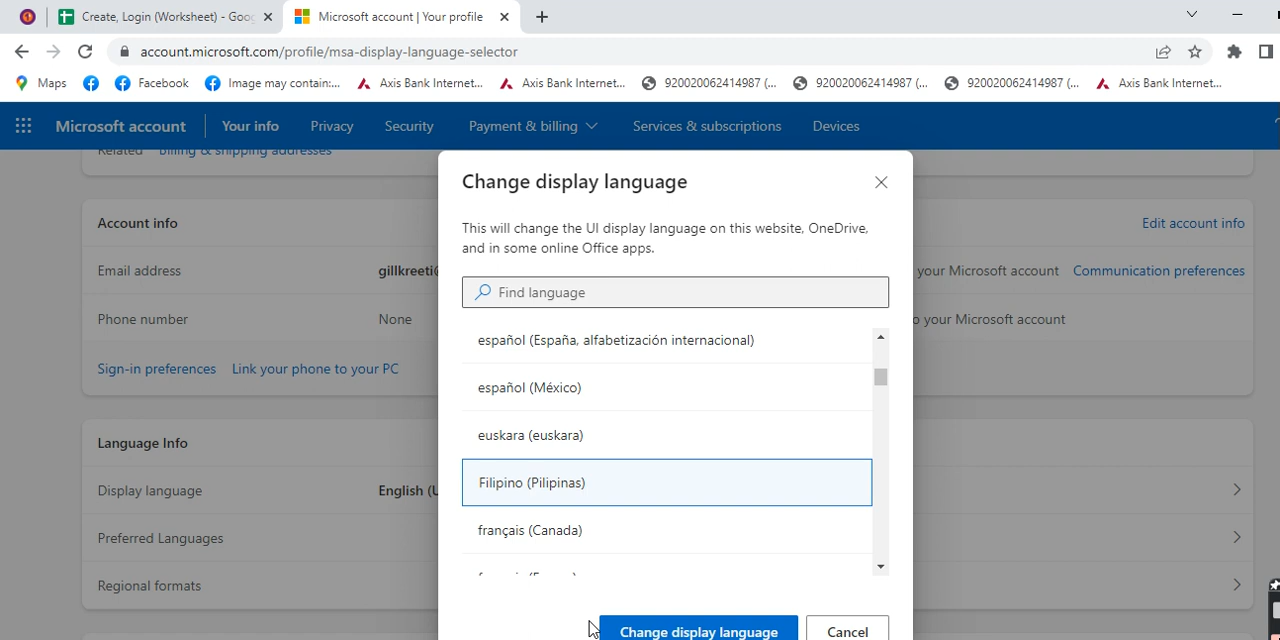 Create, Login (Worksheet) - Goog
Microsoft account | Your profile
account.microsoft.com/profile/msa-display-language-selector
Maps
Facebook
Image may contain:...
Axis Bank Internet...
Axis Bank Internet...
920020062414987 (...
920020062414987 (...
920020062414987 (...
Axis Bank Internet...
Microsoft account
Your info
Privacy
Security
Payment & billing
Services & subscriptions
Devices
Related billing & shipping addresses
Account info
Edit account info
Email address
gillkreeti@
your Microsoft account
Communication preferences
Phone number
None
your Microsoft account
Sign-in preferences
Link your phone to your PC
Language Info
Display language
English (U
Preferred Languages
Regional formats
Change display language
This will change the UI display language on this website, OneDrive,
and in some online Office apps.
Find language
español (España, alfabetización internacional)
español (México)
euskara (euskara)
Filipino (Pilipinas)
français (Canada)
Change display language
Cancel